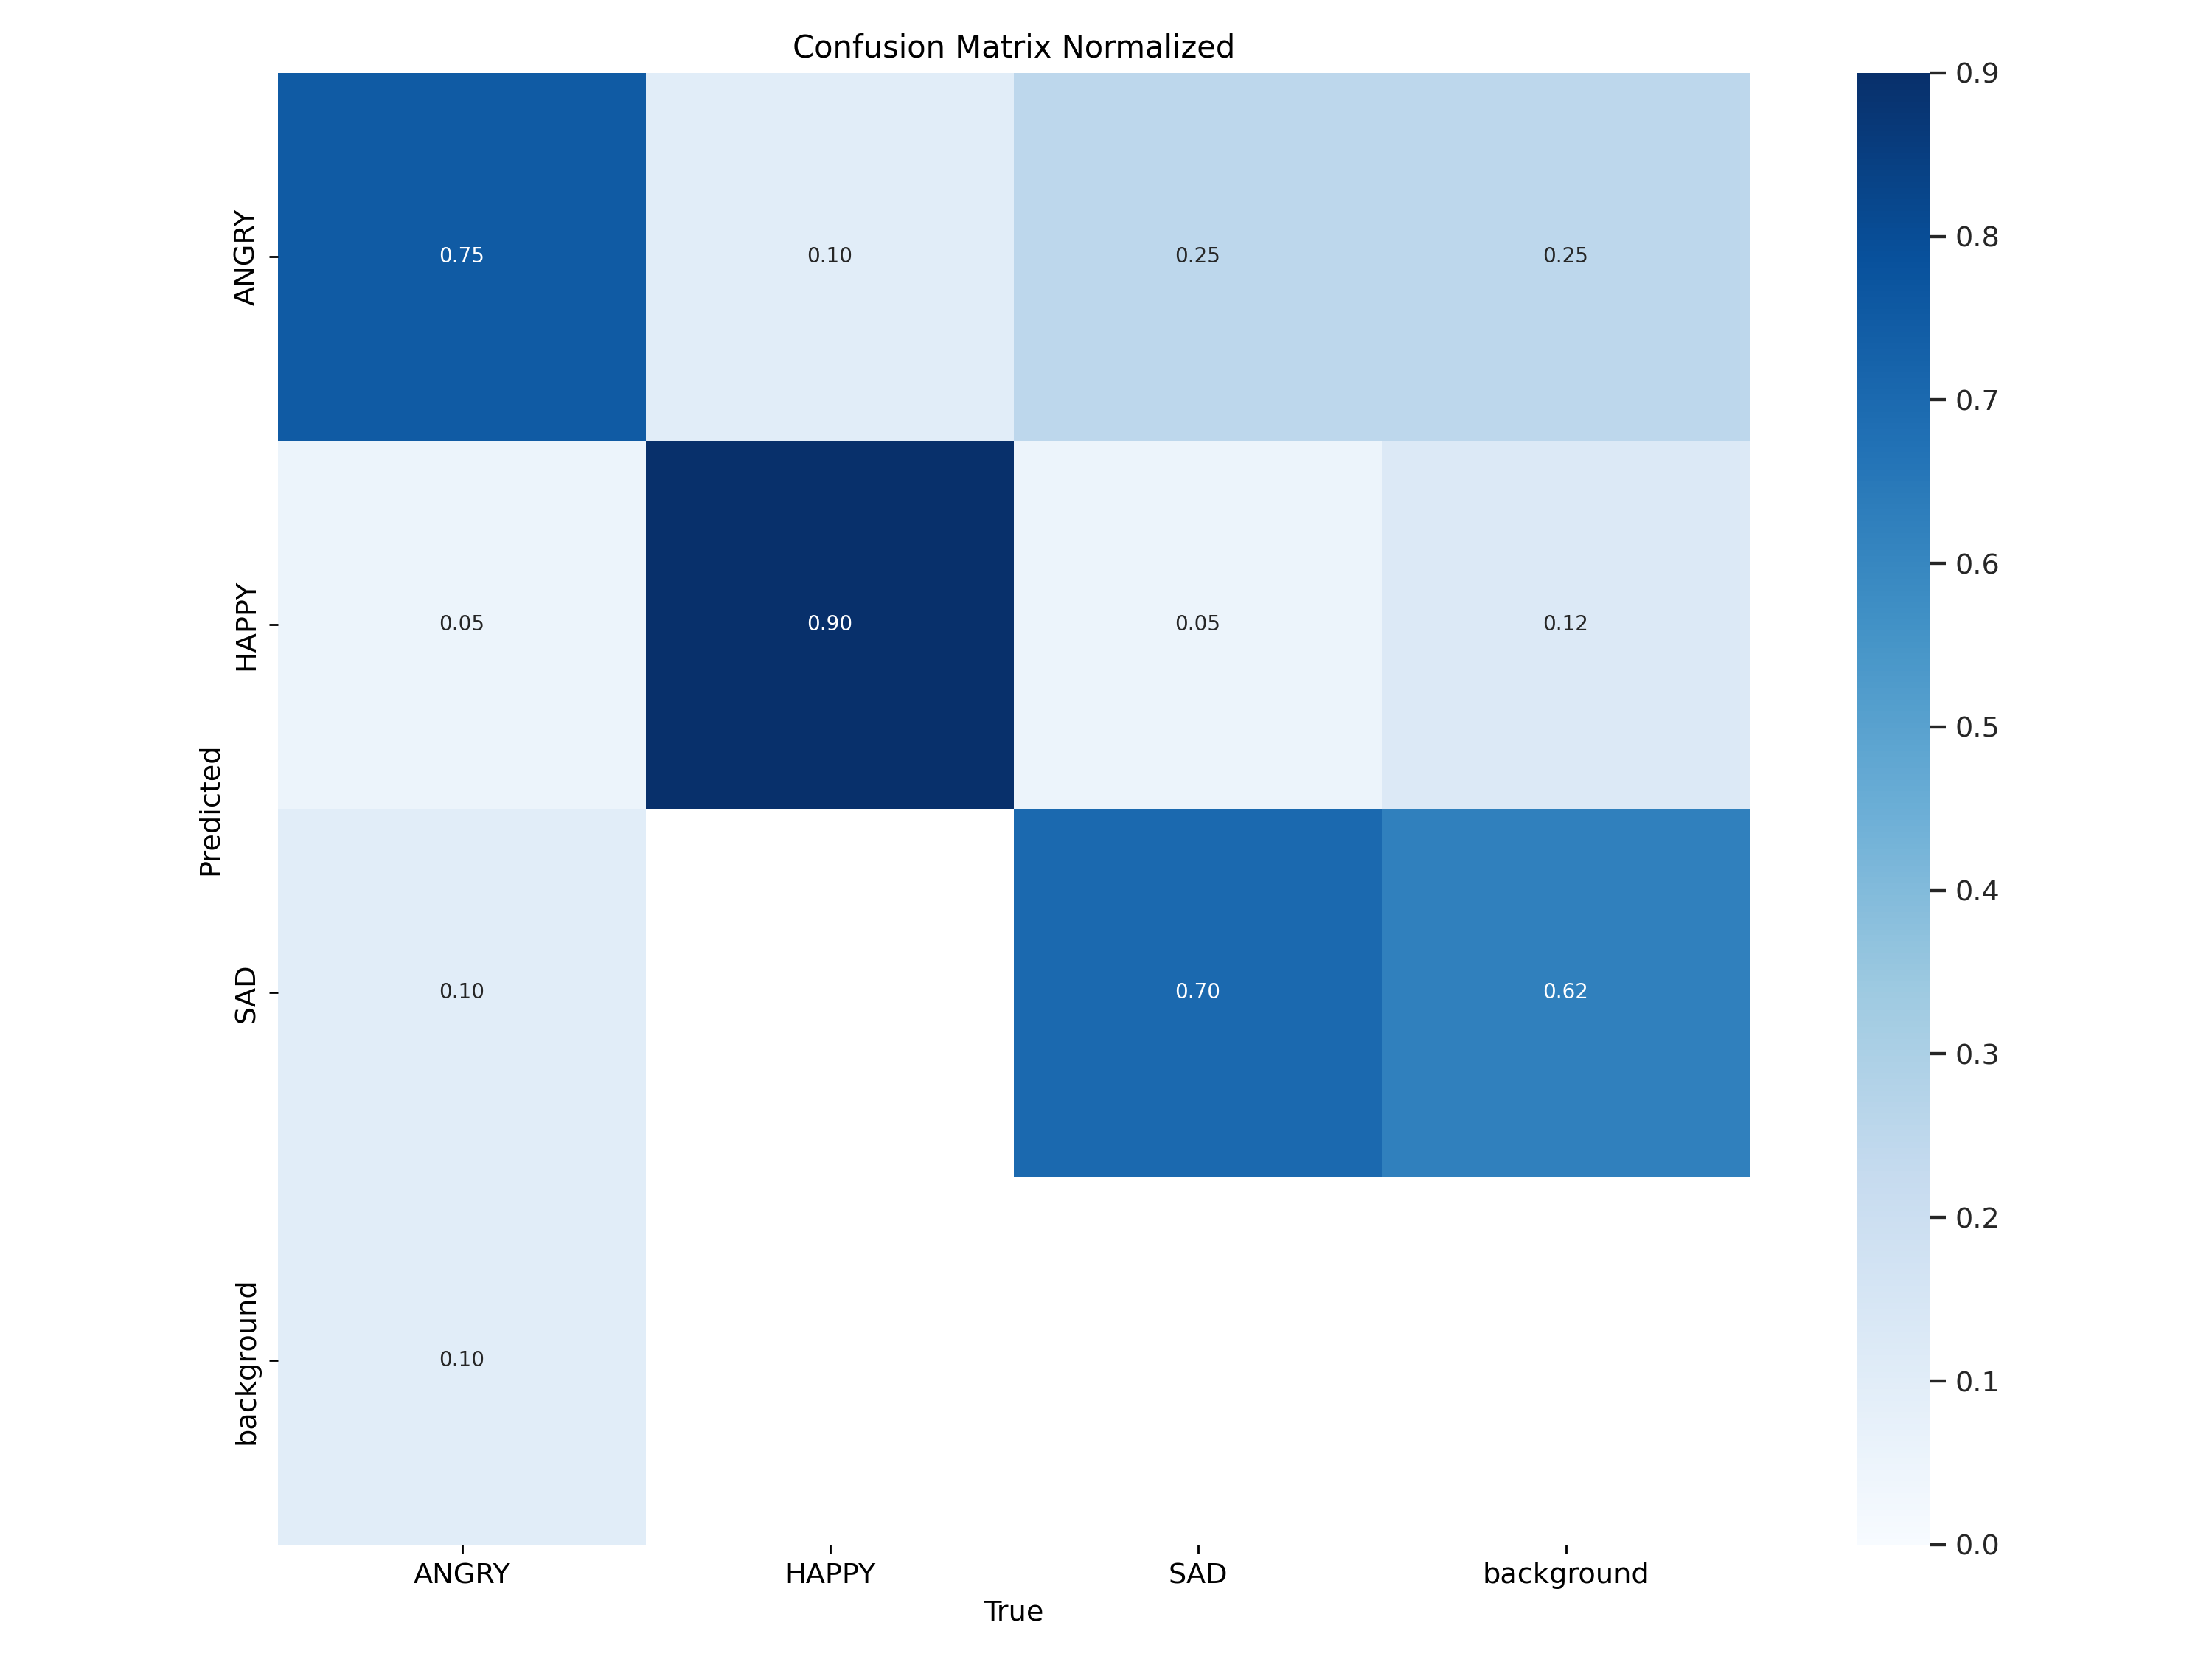 Confusion Matrix Normalized
0.9
0.8
0.7
0.6
0.5
0.4
0.3
0.2
0.1
0.0
Predicted
ANGRY
0.75 0.10 0.25 0.25
HAPPY
0.05 0.90 0.05 0.12
SAD
0.10 0.70 0.62
background
0.10
ANGRY HAPPY SAD background
True